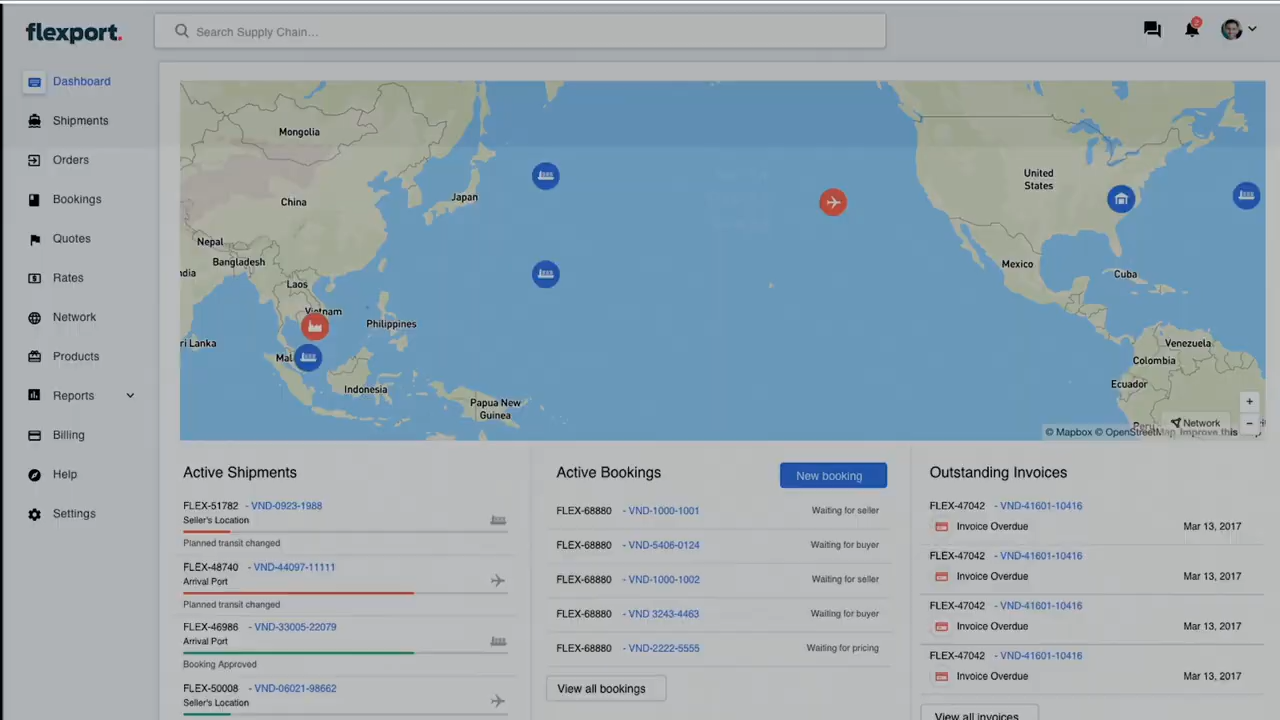 flexport.
Search Supply Chain...
2
Dashboard
Shipments
Orders
Bookings
Quotes
Rates
Network
Products
Reports
Billing
Help
Settings
Mongolia
China
Japan
Nepal
Bangladesh
ndia
Laos
Vietnam
Philippines
ri Lanka
Mal
Indonesia
Papua New
Guinea
United
States
Mexico
Cuba
Venezuela
Colombia
Ecuador
Peru
+
Network
−
© Mapbox © OpenStreetMap Improve this
Active Shipments
FLEX-51782 - VND-0923-1988
Seller's Location
Planned transit changed
FLEX-48740 - VND-44097-11111
Arrival Port
Planned transit changed
FLEX-46986 - VND-33005-22079
Arrival Port
Booking Approved
FLEX-50008 - VND-06021-98662
Seller's Location
Active Bookings
New booking
FLEX-68880 - VND-1000-1001 Waiting for seller
FLEX-68880 - VND-5406-0124 Waiting for buyer
FLEX-68880 - VND-1000-1002 Waiting for seller
FLEX-68880 - VND 3243-4463 Waiting for buyer
FLEX-68880 - VND-2222-5555 Waiting for pricing
View all bookings
Outstanding Invoices
FLEX-47042 - VND-41601-10416
Invoice Overdue Mar 13, 2017
FLEX-47042 - VND-41601-10416
Invoice Overdue Mar 13, 2017
FLEX-47042 - VND-41601-10416
Invoice Overdue Mar 13, 2017
FLEX-47042 - VND-41601-10416
Invoice Overdue Mar 13, 2017
View all invoices